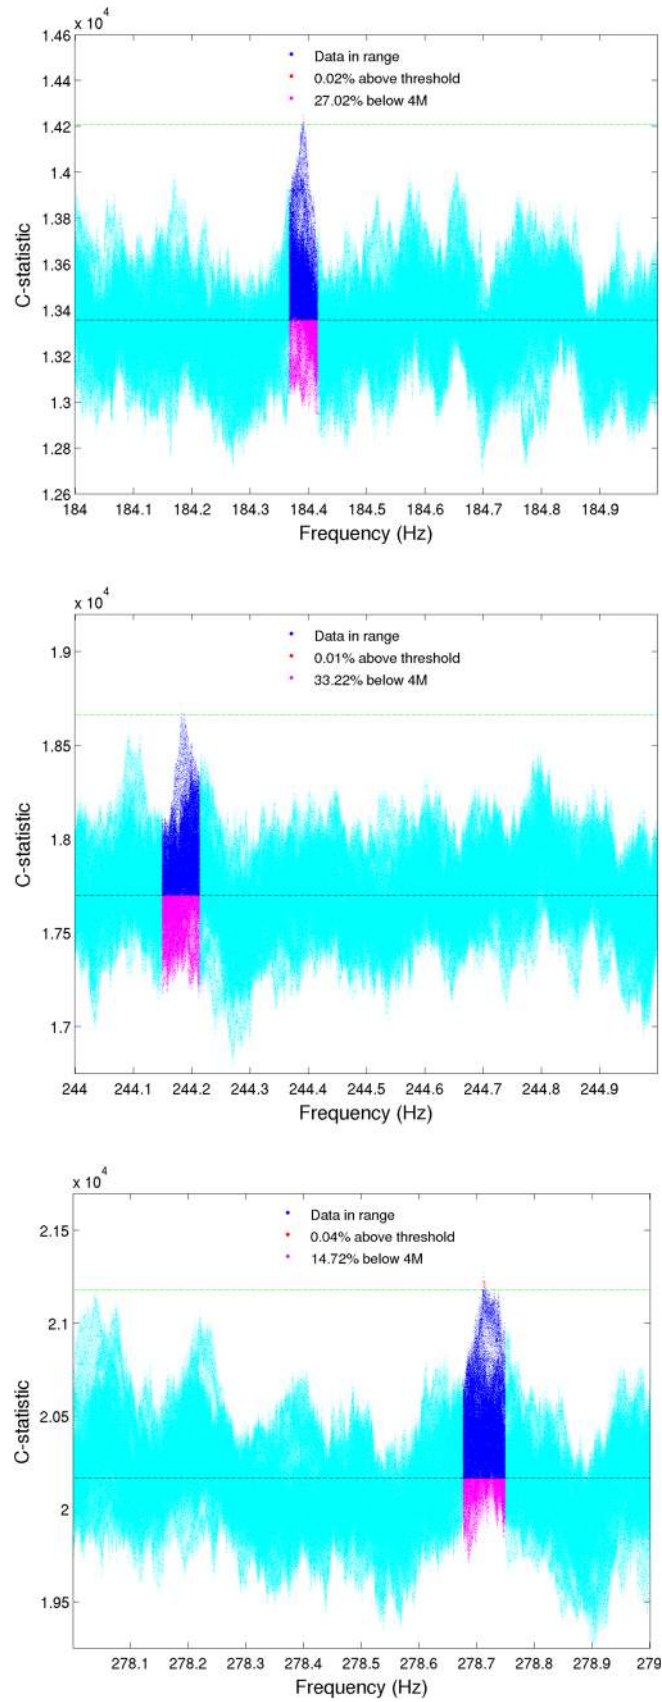 x 10⁴
1.46
1.44
1.42
1.4
1.38
1.36
1.34
1.32
1.3
1.28
1.26
C-statistic
Data in range
0.02% above threshold
27.02% below 4M
184 184.1 184.2 184.3 184.4 184.5 184.6 184.7 184.8 184.9
Frequency (Hz)
x 10⁴
1.9
1.85
1.8
1.75
1.7
C-statistic
Data in range
0.01% above threshold
33.22% below 4M
244 244.1 244.2 244.3 244.4 244.5 244.6 244.7 244.8 244.9
Frequency (Hz)
x 10⁴
2.15
2.1
2.05
2
1.95
C-statistic
Data in range
0.04% above threshold
14.72% below 4M
278.1 278.2 278.3 278.4 278.5 278.6 278.7 278.8 278.9 279
Frequency (Hz)